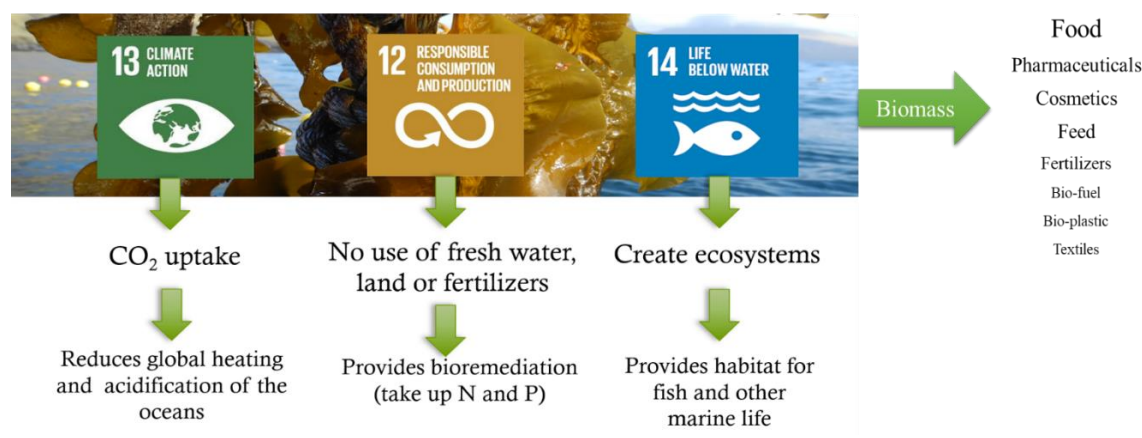 13 CLIMATE
ACTION
12 RESPONSIBLE
CONSUMPTION
AND PRODUCTION
14 LIFE
BELOW WATER
CO₂ uptake
Reduces global heating
and acidification of the
oceans
No use of fresh water,
land or fertilizers
Provides bioremediation
(take up N and P)
Create ecosystems
Provides habitat for
fish and other
marine life
Biomass
Food
Pharmaceuticals
Cosmetics
Feed
Fertilizers
Bio-fuel
Bio-plastic
Textiles